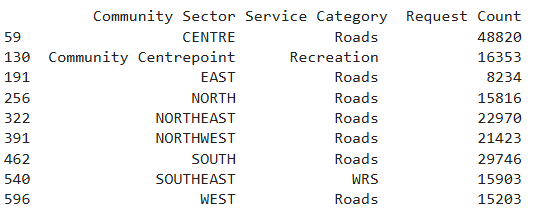 Community Sector Service Category Request Count
59 CENTRE Roads 48820
130 Community Centrepoint Recreation 16353
191 EAST Roads 8234
256 NORTH Roads 15816
322 NORTHEAST Roads 22970
391 NORTHWEST Roads 21423
462 SOUTH Roads 29746
540 SOUTHEAST WRS 15903
596 WEST Roads 15203